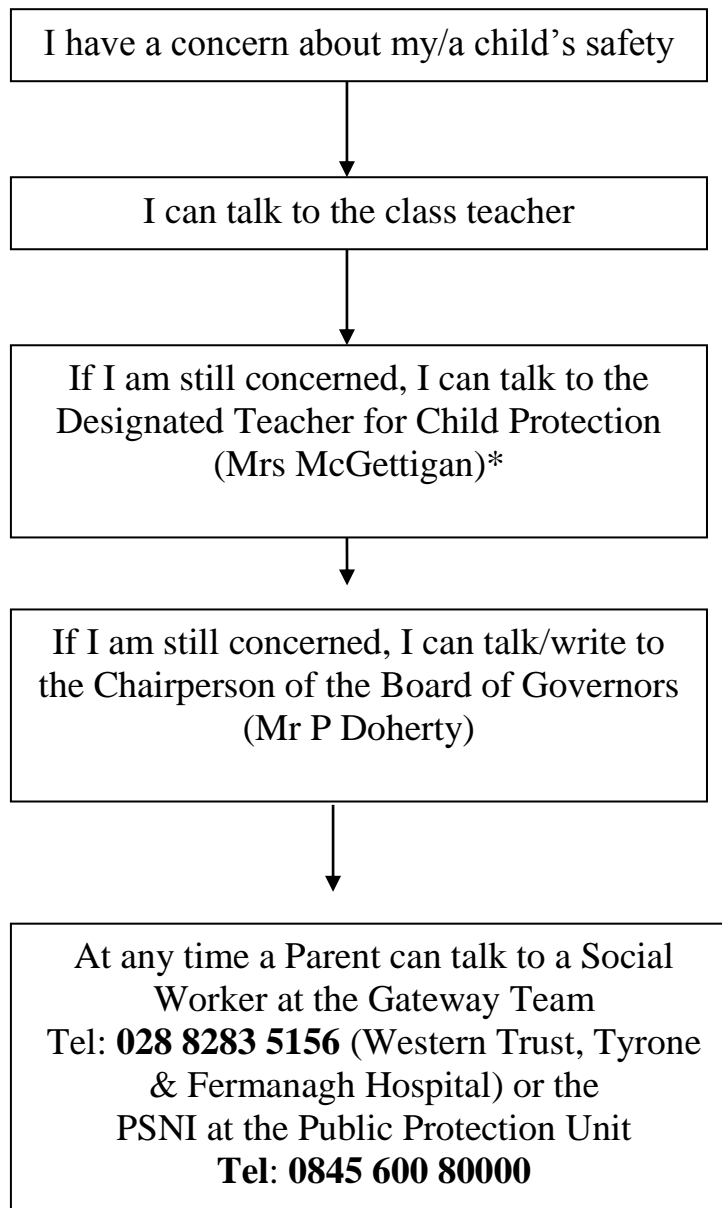 I have a concern about my/a child’s safety
I can talk to the class teacher
If I am still concerned, I can talk to the
Designated Teacher for Child Protection
(Mrs McGettigan)*
If I am still concerned, I can talk/write to
the Chairperson of the Board of Governors
(Mr P Doherty)
At any time a Parent can talk to a Social
Worker at the Gateway Team
Tel: 028 8283 5156 (Western Trust, Tyrone
& Fermanagh Hospital) or the
PSNI at the Public Protection Unit
Tel: 0845 600 80000